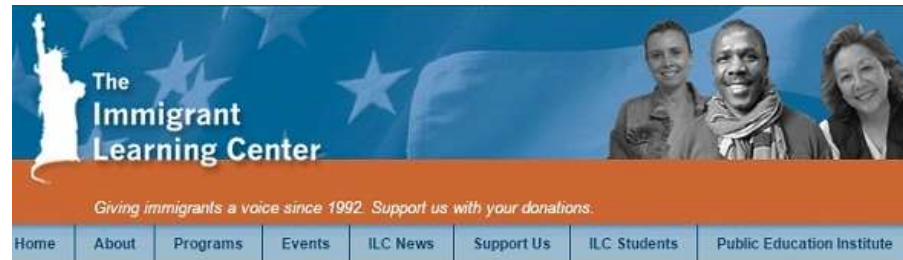 The
Immigrant
Learning Center
Giving immigrants a voice since 1992. Support us with your donations.
Home About Programs Events ILC News Support Us ILC Students Public Education Institute